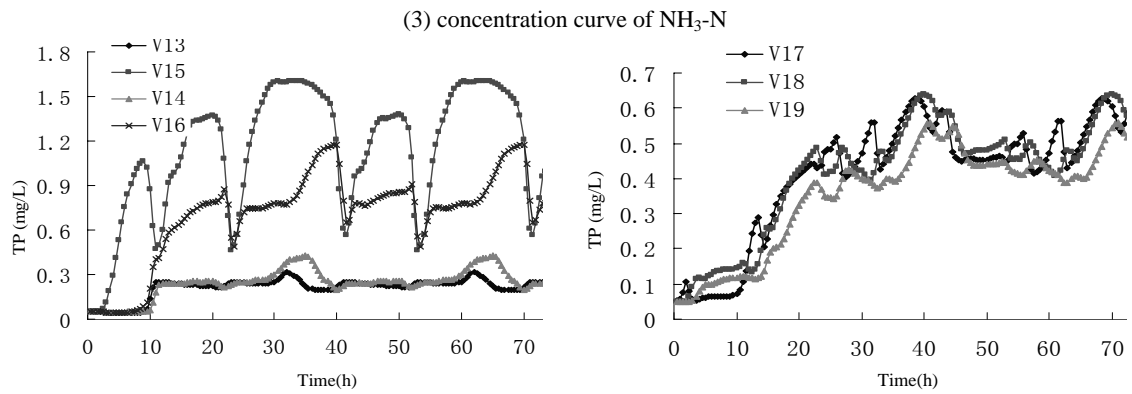 (3) concentration curve of NH₃-N
V13
V15
V14
V16
1.8
1.5
1.2
0.9
0.6
0.3
0
TP (mg/L)
0 10 20 30 40 50 60 70
Time(h)
V17
V18
V19
0.7
0.6
0.5
0.4
0.3
0.2
0.1
0
TP (mg/L)
0 10 20 30 40 50 60 70
Time(h)